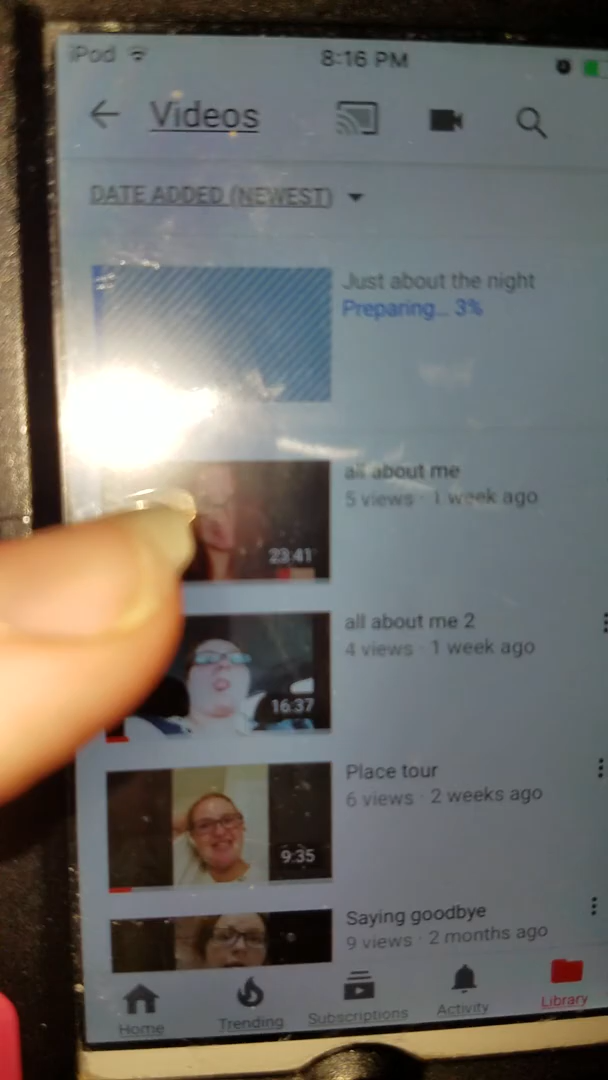 iPod 8:16 PM
Videos
DATE ADDED (NEWEST)
Just about the night
Preparing... 3%
all about me
5 views · 1 week ago
23:41
all about me 2
4 views · 1 week ago
16:37
Place tour
6 views · 2 weeks ago
9:35
Saying goodbye
9 views · 2 months ago
Home Trending Subscriptions Activity Library